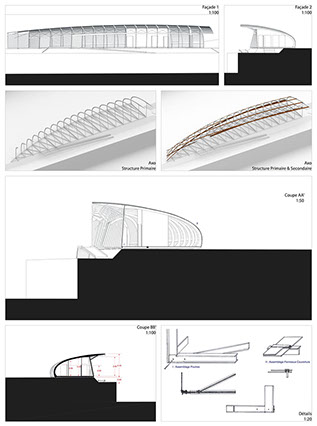 Façade 1
1:100
Façade 2
1:100
Axo
Structure Primaire
Axo
Structure Primaire & Secondaire
Coupe AA'
1:50
Coupe BB'
1:100
Détails
1:20